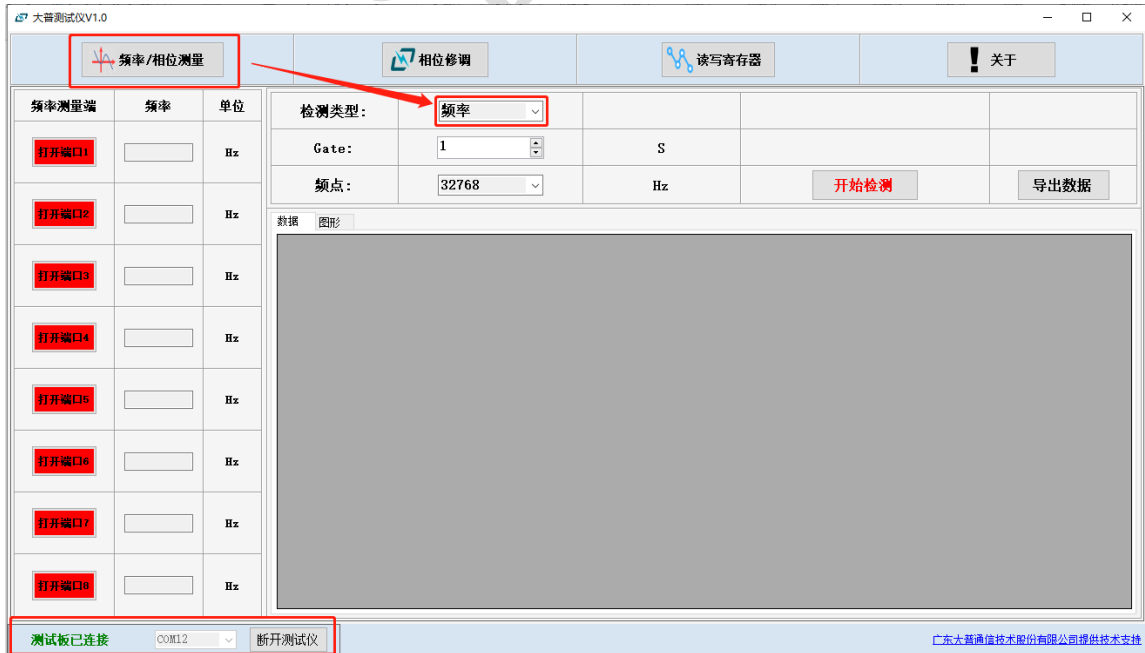 大普测试仪V1.0
频率/相位测量
相位修调
读写寄存器
关于
频率测量端 频率 单位
打开端口1 Hz
打开端口2 Hz
打开端口3 Hz
打开端口4 Hz
打开端口5 Hz
打开端口6 Hz
打开端口7 Hz
打开端口8 Hz
检测类型: 频率
Gate: 1 S
频点: 32768 Hz 开始检测 导出数据
数据 图形
测试板已连接 COM12 断开测试仪
广东大普通信技术股份有限公司提供技术支持